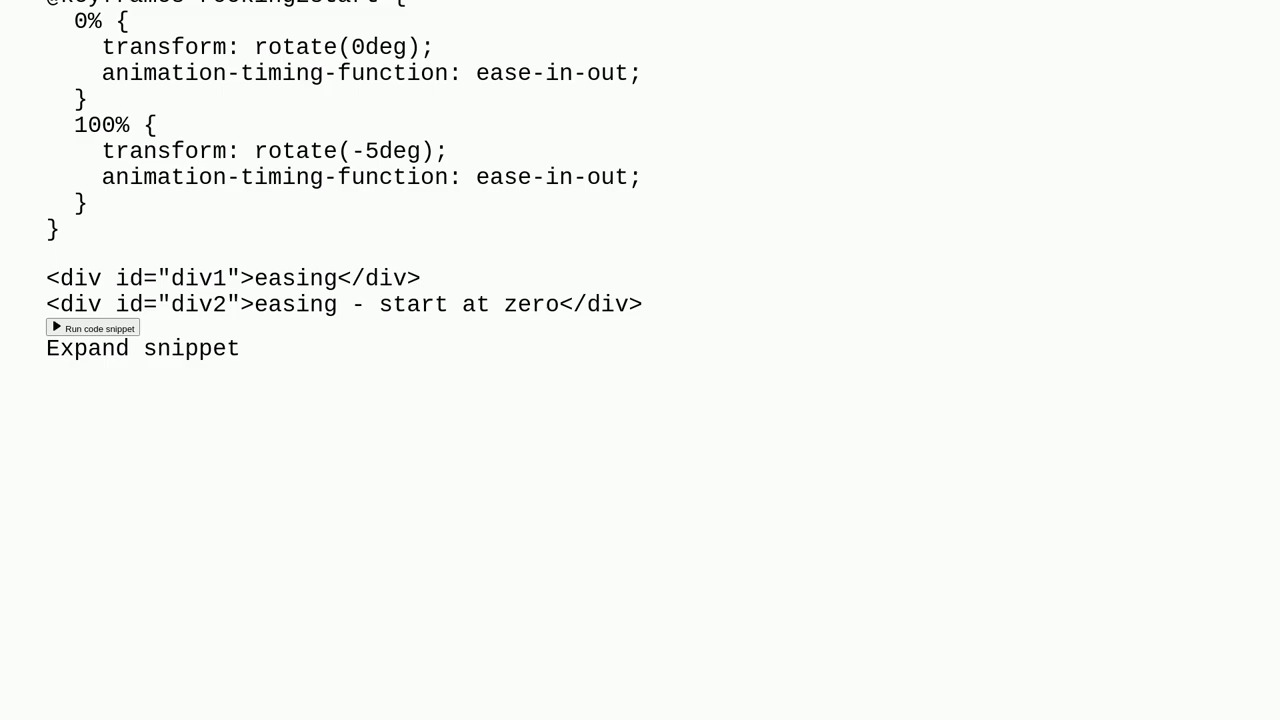 @keyframes rocking2start {
0% {
transform: rotate(0deg);
animation-timing-function: ease-in-out;
}
100% {
transform: rotate(-5deg);
animation-timing-function: ease-in-out;
}
}
<div id="div1">easing</div>
<div id="div2">easing - start at zero</div>
Run code snippet
Expand snippet